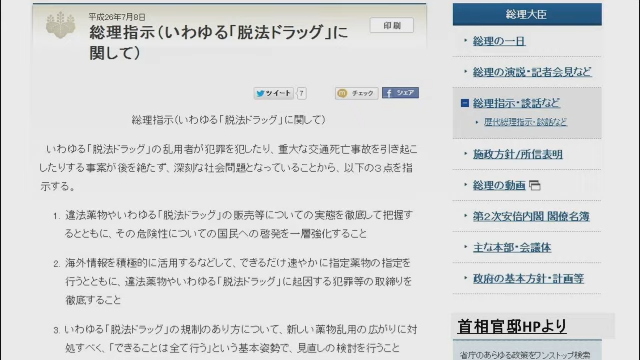 平成26年7月8日
総理指示(いわゆる「脱法ドラッグ」に
関して)
印刷
ツイート 7
チェック
シェア
総理指示(いわゆる「脱法ドラッグ」に関して)
いわゆる「脱法ドラッグ」の乱用者が犯罪を犯したり、重大な交通死亡事故を引き起こ
したりする事案が後を絶たず、深刻な社会問題となっていることから、以下の3点を指
示する。
1. 違法薬物やいわゆる「脱法ドラッグ」の販売等についての実態を徹底して把握す
るとともに、その危険性についての国民への啓発を一層強化すること
2. 海外情報を積極的に活用するなどして、できるだけ速やかに指定薬物の指定を
行うとともに、違法薬物やいわゆる「脱法ドラッグ」に起因する犯罪等の取締りを
徹底すること
3. いわゆる「脱法ドラッグ」の規制のあり方について、新しい薬物乱用の広がりに対
処すべく、「できることは全て行う」という基本姿勢で、見直しの検討を行うこと
総理大臣
総理の一日
総理の演説・記者会見など
総理指示・談話など
歴代総理指示・談話など
施政方針/所信表明
総理の動画
第2次安倍内閣 閣僚名簿
主な本部・会議体
政府の基本方針・計画等
首相官邸HPより
省庁のあらゆる政策をワンストップ検索